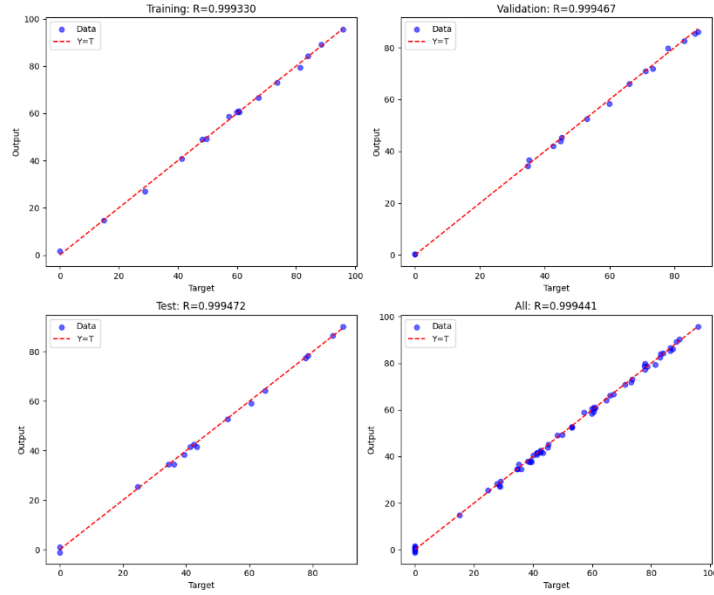 Training: R=0.999330
Data
Y=T
Output
100
80
60
40
20
0
0 20 40 60 80 100
Target
Validation: R=0.999467
Data
Y=T
Output
80
60
40
20
0
0 20 40 60 80
Target
Test: R=0.999472
Data
Y=T
Output
80
60
40
20
0
0 20 40 60 80
Target
All: R=0.999441
Data
Y=T
Output
100
80
60
40
20
0
0 20 40 60 80 100
Target